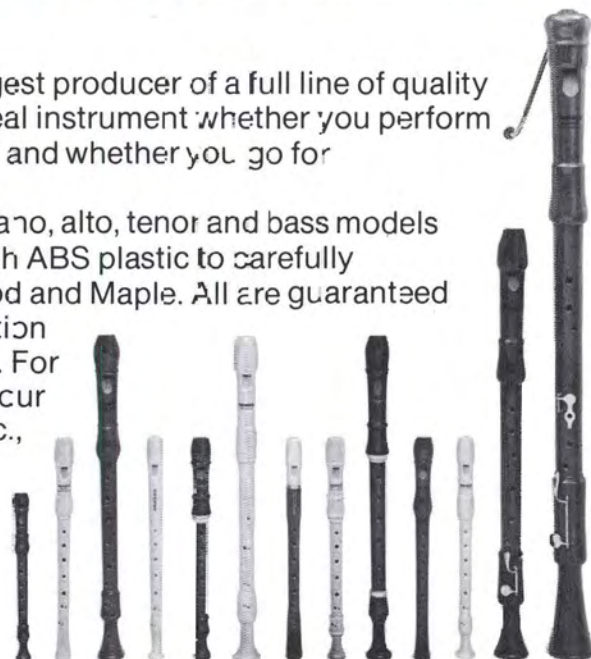 gest producer of a full line of quality
eal instrument whether you perform
and whether you go for
ano, alto, tenor and bass models
h ABS plastic to carefully
od and Maple. All are guaranteed
tion
. For
cur
c.,